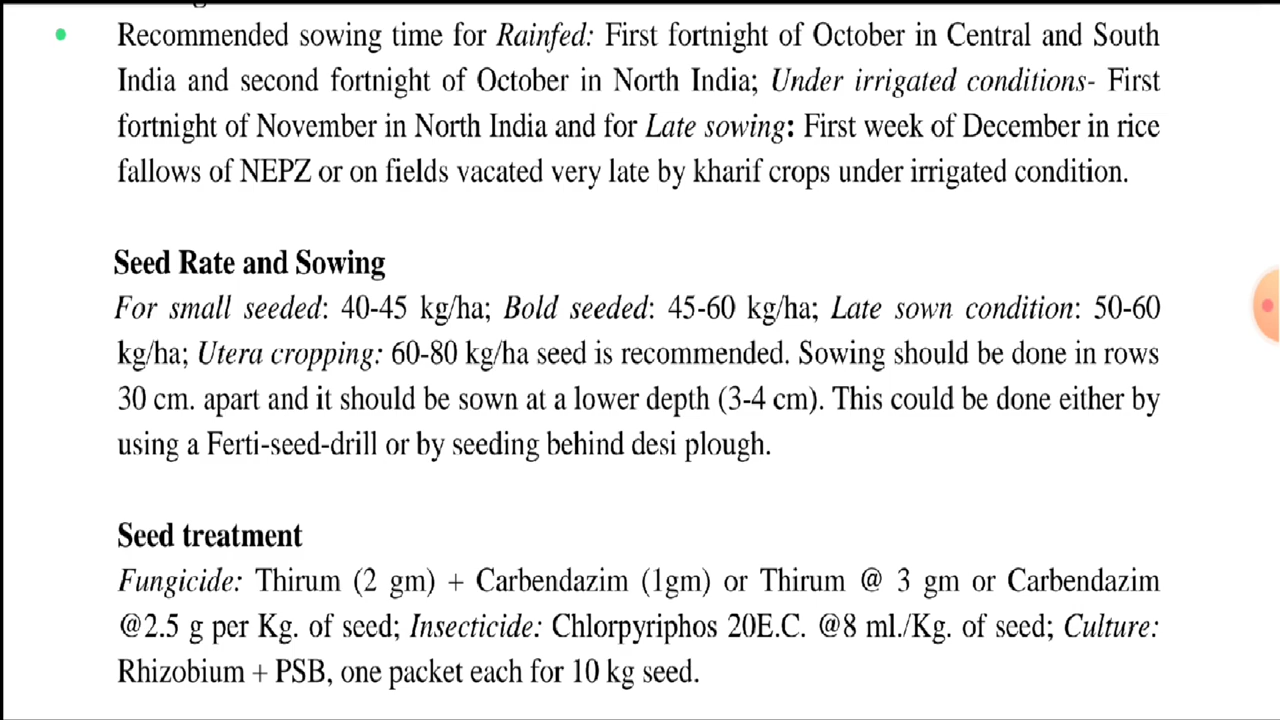 Recommended sowing time for Rainfed: First fortnight of October in Central and South
India and second fortnight of October in North India; Under irrigated conditions- First
fortnight of November in North India and for Late sowing: First week of December in rice
fallows of NEPZ or on fields vacated very late by kharif crops under irrigated condition.
Seed Rate and Sowing
For small seeded: 40-45 kg/ha; Bold seeded: 45-60 kg/ha; Late sown condition: 50-60
kg/ha; Utera cropping: 60-80 kg/ha seed is recommended. Sowing should be done in rows
30 cm. apart and it should be sown at a lower depth (3-4 cm). This could be done either by
using a Ferti-seed-drill or by seeding behind desi plough.
Seed treatment
Fungicide: Thirum (2 gm) + Carbendazim (1gm) or Thirum @ 3 gm or Carbendazim
@2.5 g per Kg. of seed; Insecticide: Chlorpyriphos 20E.C. @8 ml./Kg. of seed; Culture:
Rhizobium + PSB, one packet each for 10 kg seed.